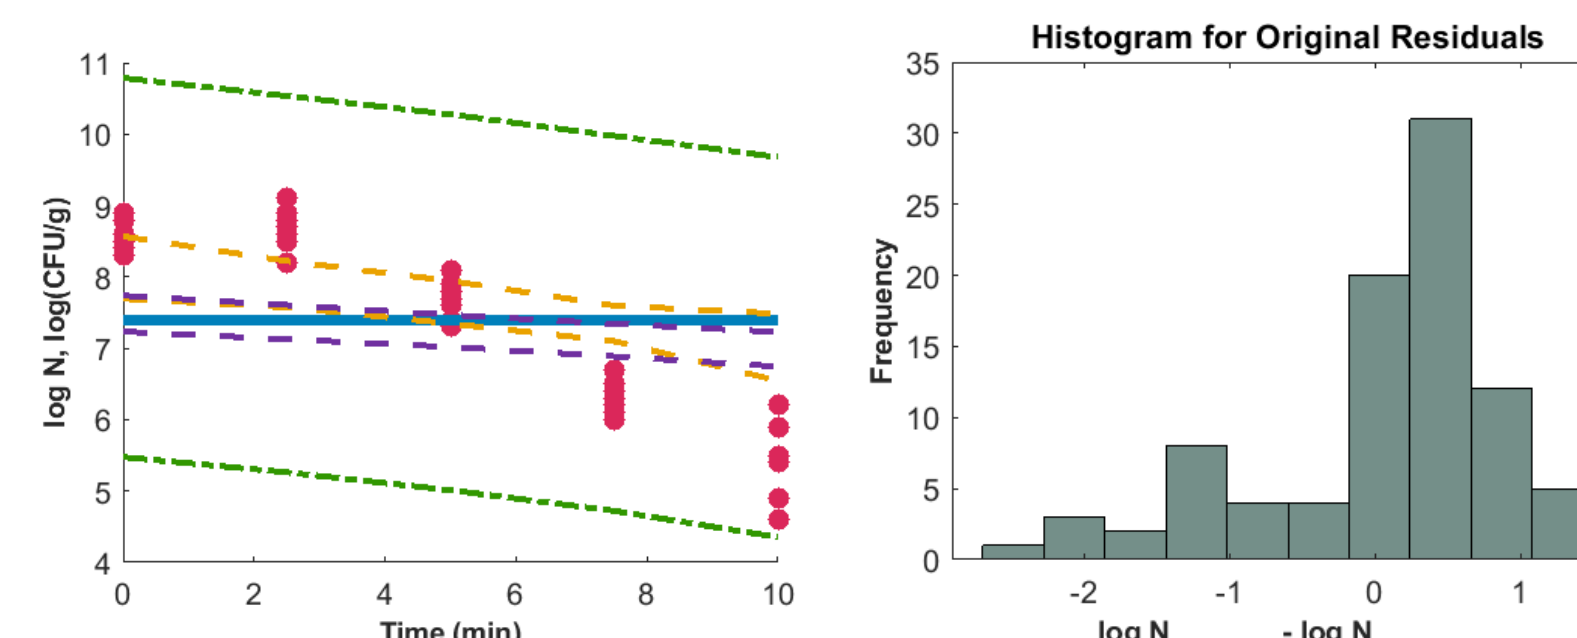 11
10
9
8
7
6
5
4
0 2 4 6 8 10
log N, log(CFU/g)
Time (min)
Histogram for Original Residuals
35
30
25
20
15
10
5
0
-2 -1 0 1
Frequency
log N - log N